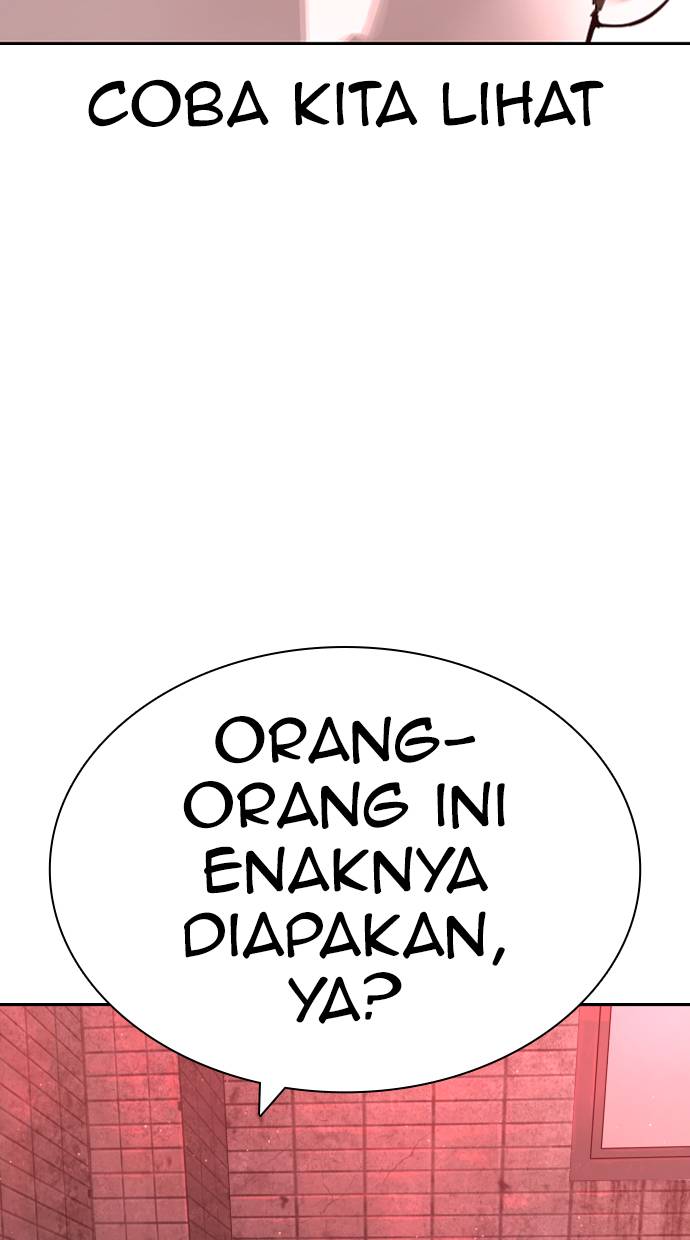 COBA KITA LIHAT
ORANG-
ORANG INI
ENAKNYA
DIAPAKAN,
YA?